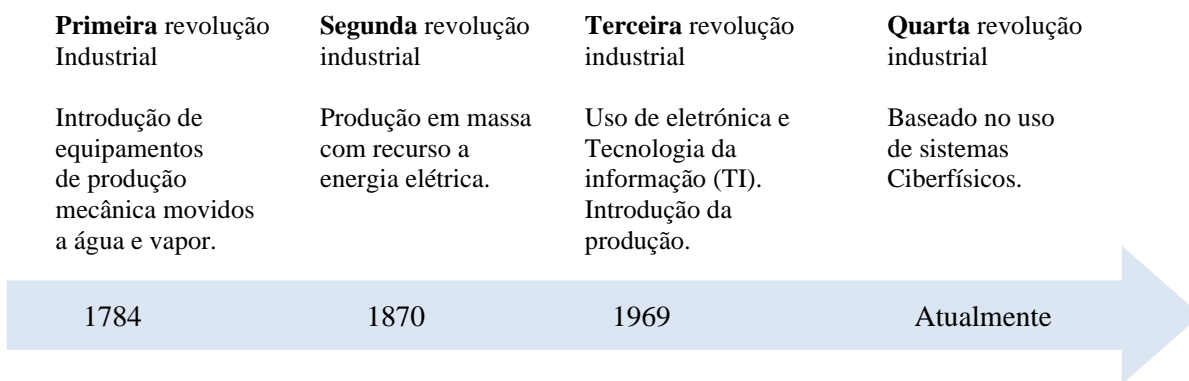 Primeira revolução
Industrial
Introdução de
equipamentos
de produção
mecânica movidos
a água e vapor.
Segunda revolução
industrial
Produção em massa
com recurso a
energia elétrica.
Terceira revolução
industrial
Uso de eletrónica e
Tecnologia da
informação (TI).
Introdução da
produção.
Quarta revolução
industrial
Baseado no uso
de sistemas
Ciberfísicos.
1784
1870
1969
Atualmente